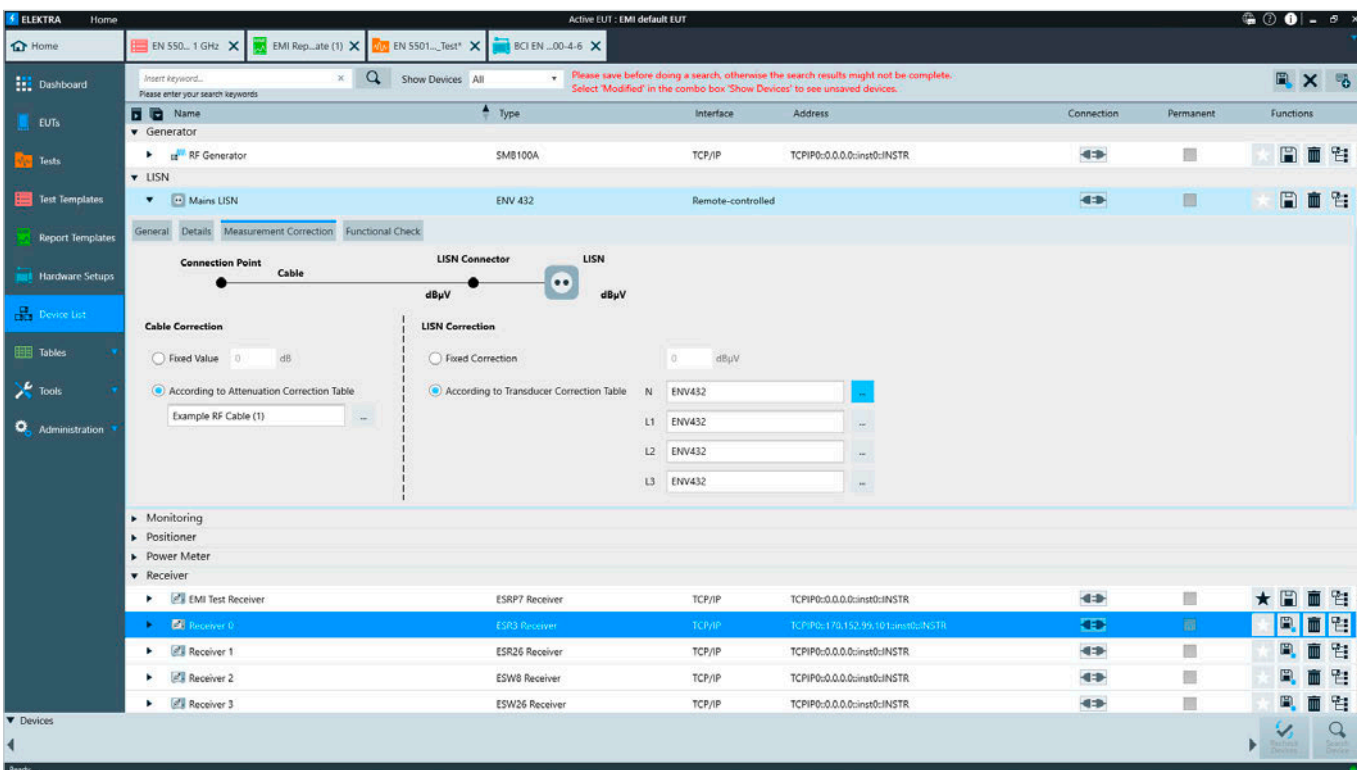 ELEKTRA Home Active EUT : EMI default EUT
Home EN 550... 1 GHz EMI Rep...ate (1) EN 5501..._Test* BCI EN ...00-4-6
Dashboard
EUTs
Tests
Test Templates
Report Templates
Hardware Setups
Device List
Tables
Tools
Administration
Insert keyword...
Please enter your search keywords
Show Devices All
Please save before doing a search, otherwise the search results might not be complete.
Select 'Modified' in the combo box 'Show Devices' to see unsaved devices.
Name Type Interface Address Connection Permanent Functions
Generator
RF Generator SMB100A TCP/IP TCPIP0::0.0.0.0::inst0::INSTR
LISN
Mains LISN ENV 432 Remote-controlled
General Details Measurement Correction Functional Check
Connection Point Cable LISN Connector LISN
dBµV dBµV
Cable Correction
Fixed Value 0 dB
According to Attenuation Correction Table
Example RF Cable (1) ...
LISN Correction
Fixed Correction 0 dBµV
According to Transducer Correction Table N ENV432 ...
L1 ENV432 ...
L2 ENV432 ...
L3 ENV432 ...
Monitoring
Positioner
Power Meter
Receiver
EMI Test Receiver ESRP7 Receiver TCP/IP TCPIP0::0.0.0.0::inst0::INSTR
Receiver 0 ESR3 Receiver TCP/IP TCPIP0::170.152.99.101::inst0::INSTR
Receiver 1 ESR26 Receiver TCP/IP TCPIP0::0.0.0.0::inst0::INSTR
Receiver 2 ESW8 Receiver TCP/IP TCPIP0::0.0.0.0::inst0::INSTR
Receiver 3 ESW26 Receiver TCP/IP TCPIP0::0.0.0.0::inst0::INSTR
Devices
Search
Device